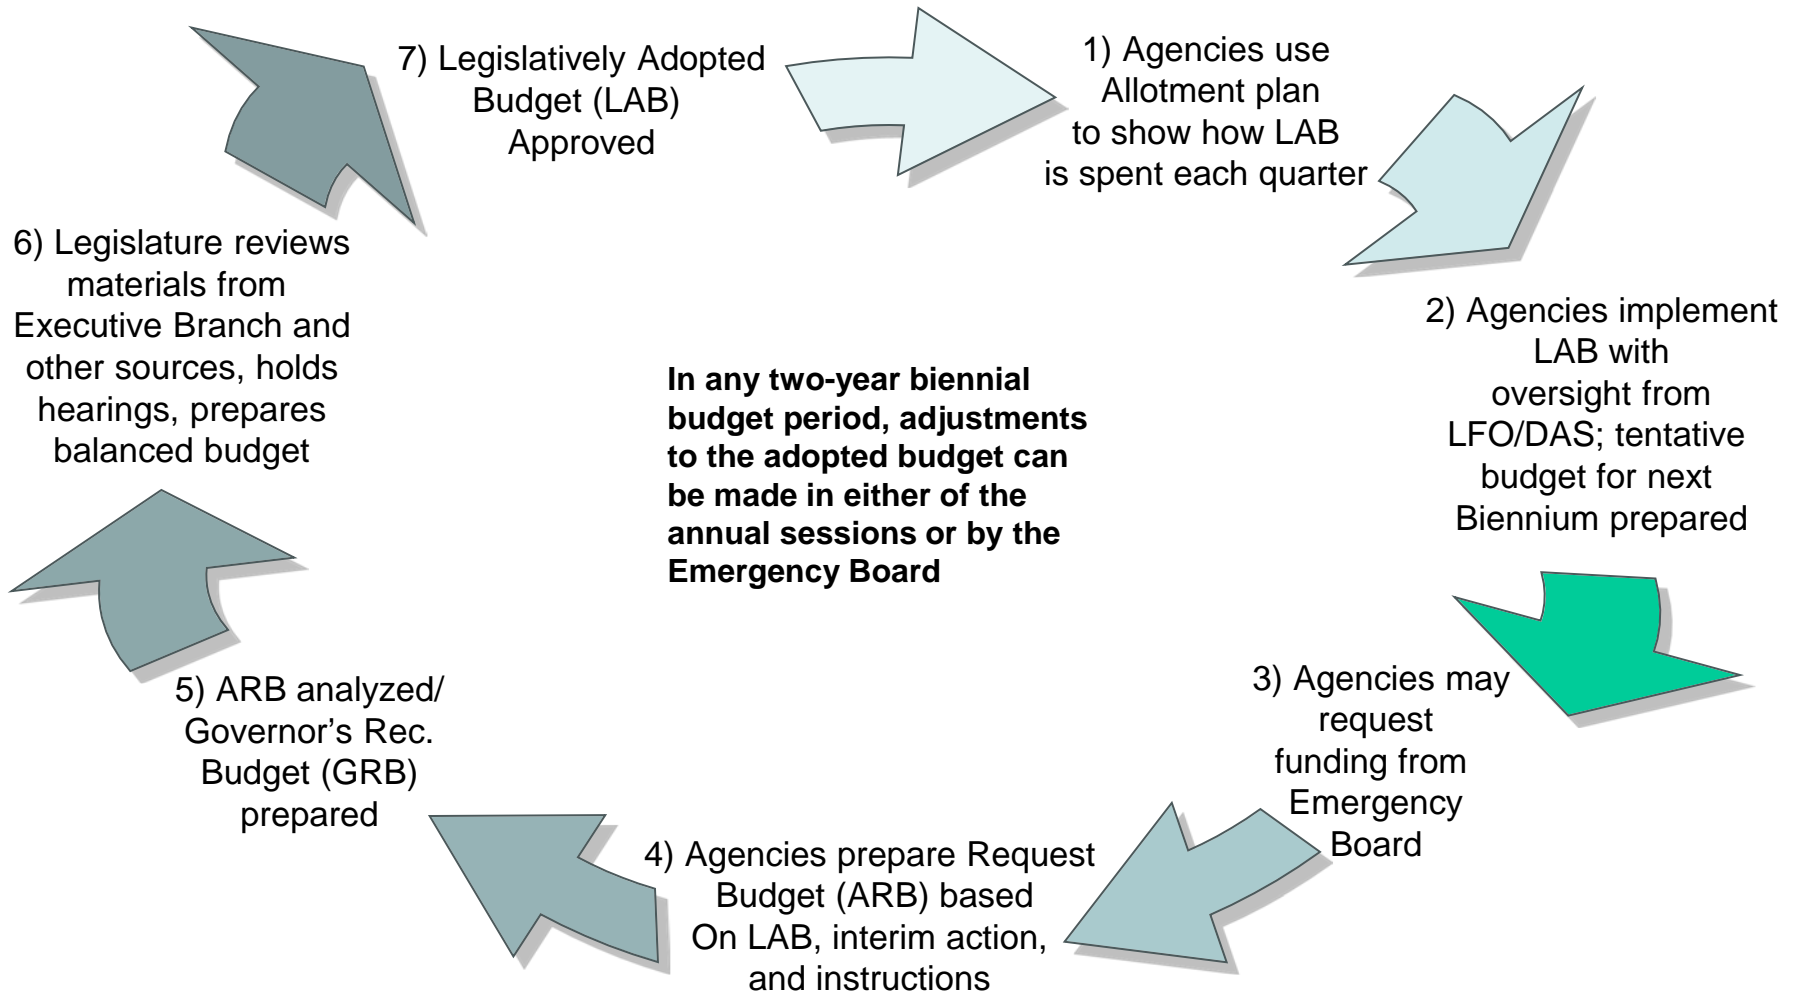 7) Legislatively Adopted
Budget (LAB)
Approved
1) Agencies use
Allotment plan
to show how LAB
is spent each quarter
2) Agencies implement
LAB with
oversight from
LFO/DAS; tentative
budget for next
Biennium prepared
3) Agencies may
request
funding from
Emergency
Board
4) Agencies prepare Request
Budget (ARB) based
On LAB, interim action,
and instructions
5) ARB analyzed/
Governor’s Rec.
Budget (GRB)
prepared
6) Legislature reviews
materials from
Executive Branch and
other sources, holds
hearings, prepares
balanced budget
In any two-year biennial
budget period, adjustments
to the adopted budget can
be made in either of the
annual sessions or by the
Emergency Board